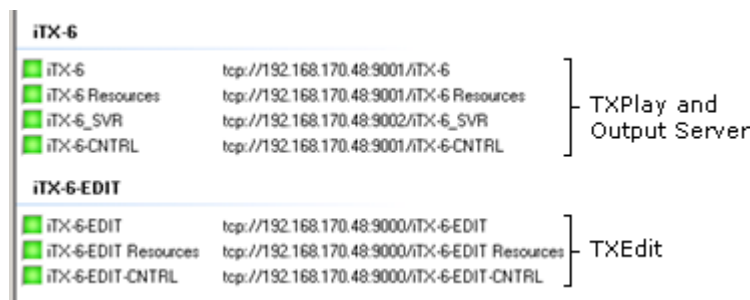 iTX-6
iTX-6 tcp://192.168.170.48:9001/iTX-6
iTX-6 Resources tcp://192.168.170.48:9001/iTX-6 Resources
iTX-6_SVR tcp://192.168.170.48:9002/iTX-6_SVR
iTX-6-CNTRL tcp://192.168.170.48:9001/iTX-6-CNTRL
TXPlay and
Output Server
iTX-6-EDIT
iTX-6-EDIT tcp://192.168.170.48:9000/iTX-6-EDIT
iTX-6-EDIT Resources tcp://192.168.170.48:9000/iTX-6-EDIT Resources
iTX-6-EDIT-CNTRL tcp://192.168.170.48:9000/iTX-6-EDIT-CNTRL
TXEdit